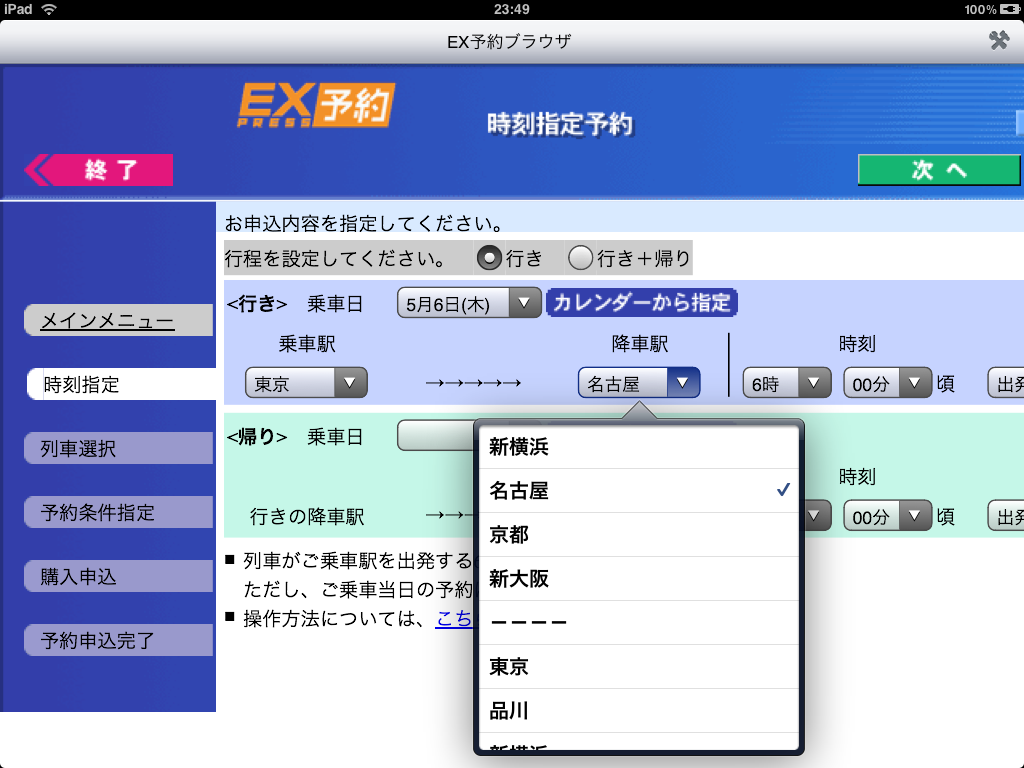 iPad 23:49 100%
EX予約ブラウザ
EX予約
PRESS
時刻指定予約
終了
次へ
メインメニュー
時刻指定
列車選択
予約条件指定
購入申込
予約申込完了
お申込内容を指定してください。
行程を設定してください。 行き 行き＋帰り
<行き> 乗車日 5月6日(木) カレンダーから指定
乗車駅 降車駅 時刻
東京 →→→→→ 名古屋 6時 00分 頃 出発
<帰り> 乗車日
時刻
行きの降車駅 →→ 00分 頃 出発
■ 列車がご乗車駅を出発する
ただし、ご乗車当日の予約
■ 操作方法については、こち
新横浜
名古屋 ✓
京都
新大阪
ーーーー
東京
品川
新横浜